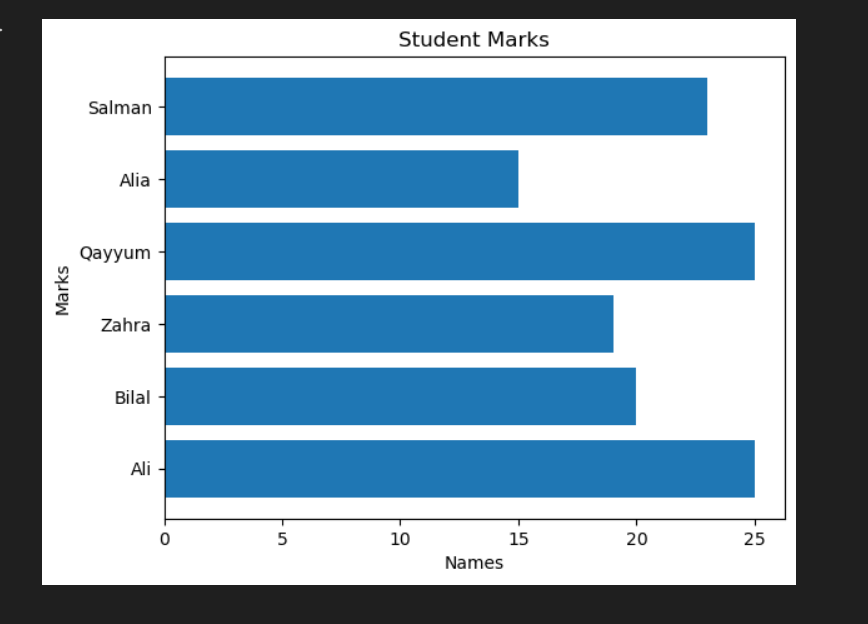 Student Marks
Salman
Alia
Qayyum
Marks
Zahra
Bilal
Ali
0 5 10 15 20 25
Names